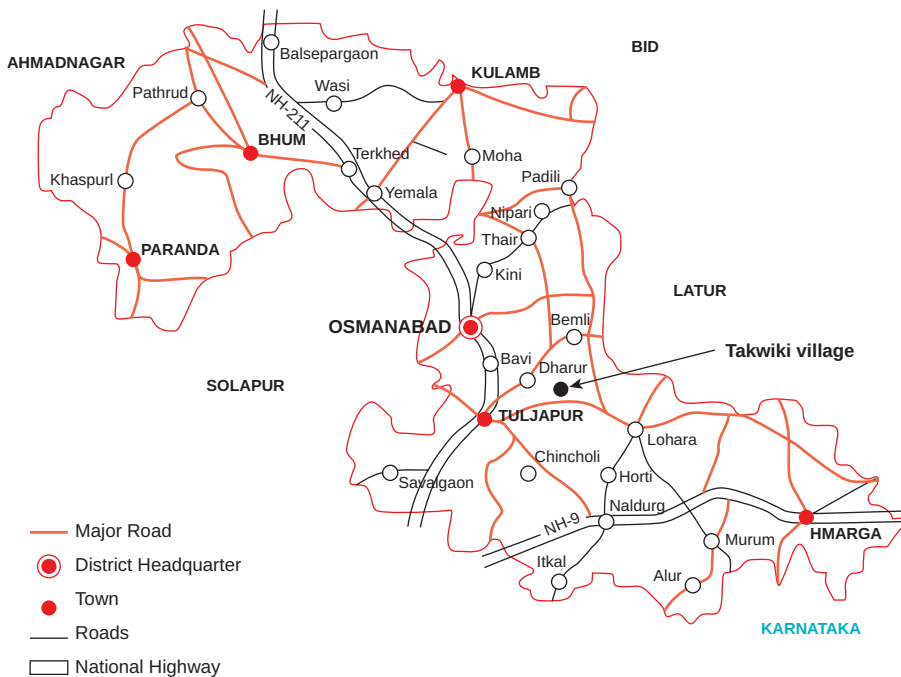 BID
Balsepargaon
AHMADNAGAR
KULAMB
Wasi
Pathrud
NH-211
BHUM
Terkhed
Moha
Khaspurl
Padili
Yemala
Nipari
Thair
PARANDA
Kini
LATUR
OSMANABAD
Bemli
Takwiki village
Bavi
Dharur
SOLAPUR
TULJAPUR
Lohara
Chincholi
Savalgaon
Horti
Naldurg
NH-9
Major Road
HMARGA
Murum
District Headquarter
Itkal
Alur
Town
Roads
KARNATAKA
National Highway